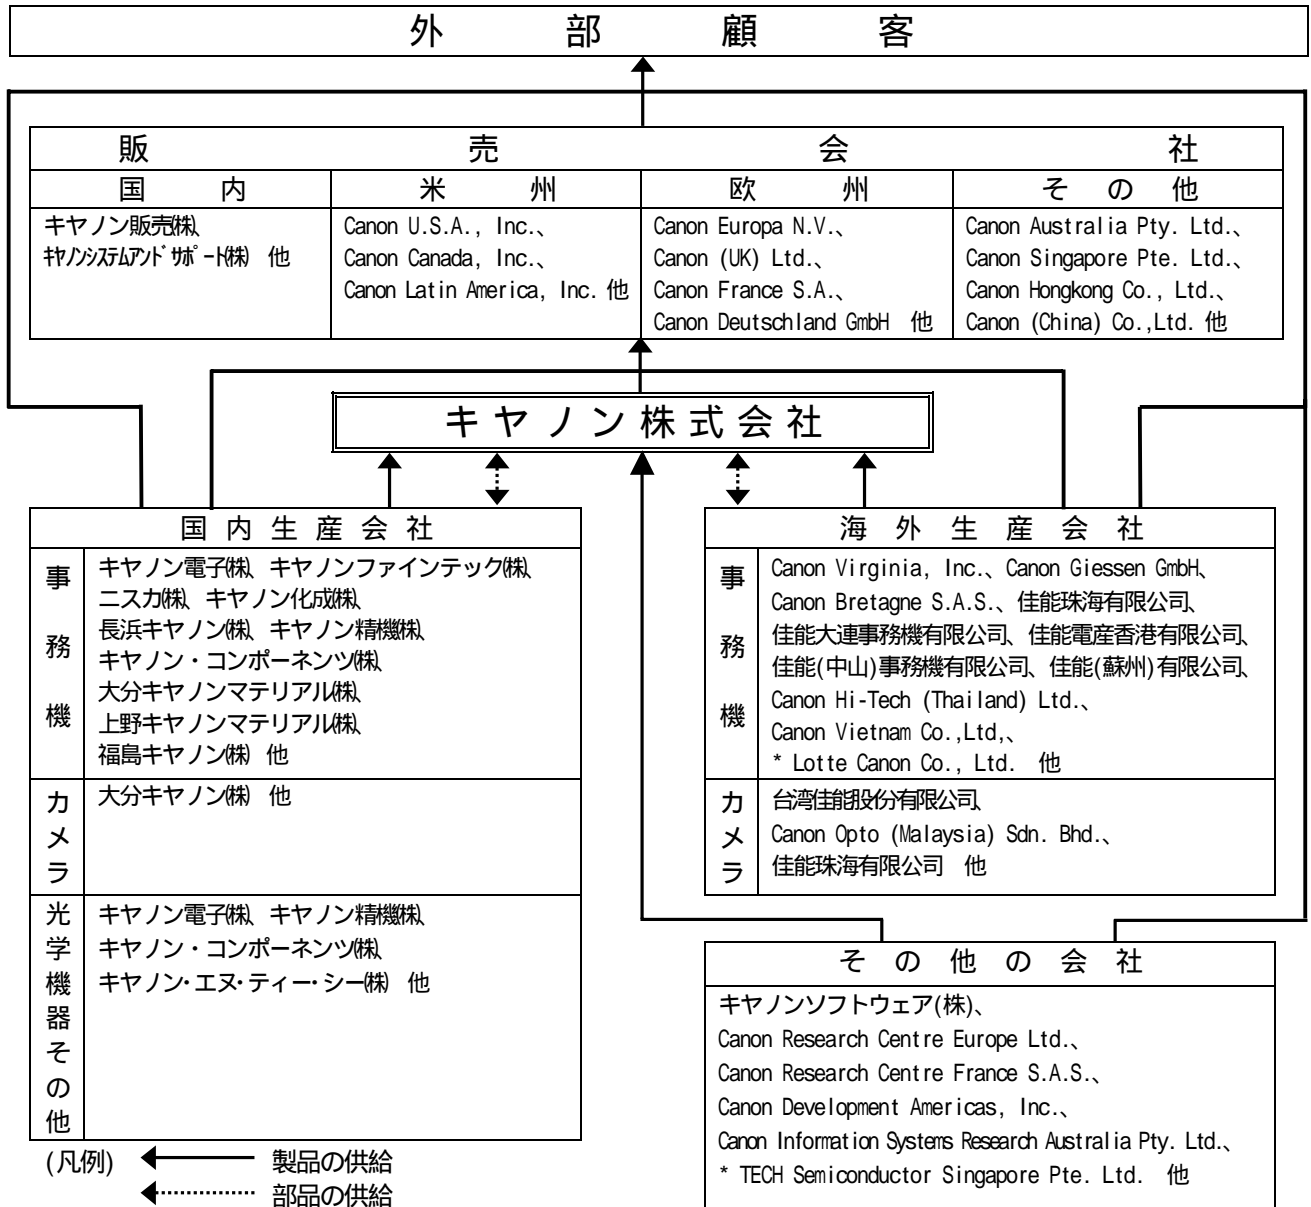 外部顧客
販売会社
国内 米州 欧州 その他
キヤノン販売㈱、
キヤノンシステムアンドサポート㈱ 他
Canon U.S.A., Inc.、
Canon Canada, Inc.、
Canon Latin America, Inc. 他
Canon Europa N.V.、
Canon (UK) Ltd.、
Canon France S.A.、
Canon Deutschland GmbH 他
Canon Australia Pty. Ltd.、
Canon Singapore Pte. Ltd.、
Canon Hongkong Co., Ltd.、
Canon (China) Co.,Ltd. 他
キヤノン株式会社
国内生産会社
事務機
キヤノン電子㈱、キヤノンファインテック㈱、
ニスカ㈱、キヤノン化成㈱、
長浜キヤノン㈱、キヤノン精機㈱、
キヤノン・コンポーネンツ㈱、
大分キヤノンマテリアル㈱、
上野キヤノンマテリアル㈱、
福島キヤノン㈱ 他
カメラ
大分キヤノン㈱ 他
光学機器その他
キヤノン電子㈱、キヤノン精機㈱、
キヤノン・コンポーネンツ㈱、
キヤノン・エヌ・ティー・シー㈱ 他
海外生産会社
事務機
Canon Virginia, Inc.、Canon Giessen GmbH、
Canon Bretagne S.A.S.、佳能珠海有限公司、
佳能大連事務機有限公司、佳能電産香港有限公司、
佳能(中山)事務機有限公司、佳能(蘇州)有限公司、
Canon Hi-Tech (Thailand) Ltd.、
Canon Vietnam Co.,Ltd,、
* Lotte Canon Co., Ltd. 他
カメラ
台湾佳能股份有限公司、
Canon Opto (Malaysia) Sdn. Bhd.、
佳能珠海有限公司 他
その他の会社
キヤノンソフトウェア(株)、
Canon Research Centre Europe Ltd.、
Canon Research Centre France S.A.S.、
Canon Development Americas, Inc.、
Canon Information Systems Research Australia Pty. Ltd.、
* TECH Semiconductor Singapore Pte. Ltd. 他
(凡例) 製品の供給
部品の供給